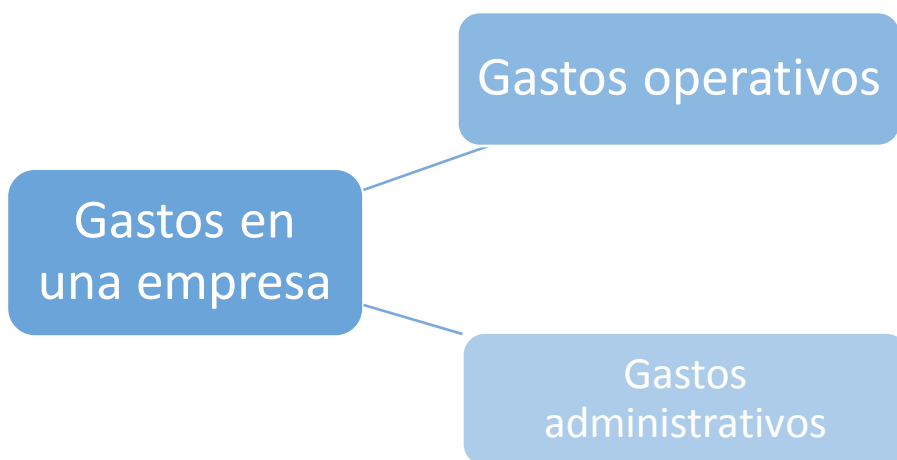 Gastos operativos
Gastos en
una empresa
Gastos
administrativos